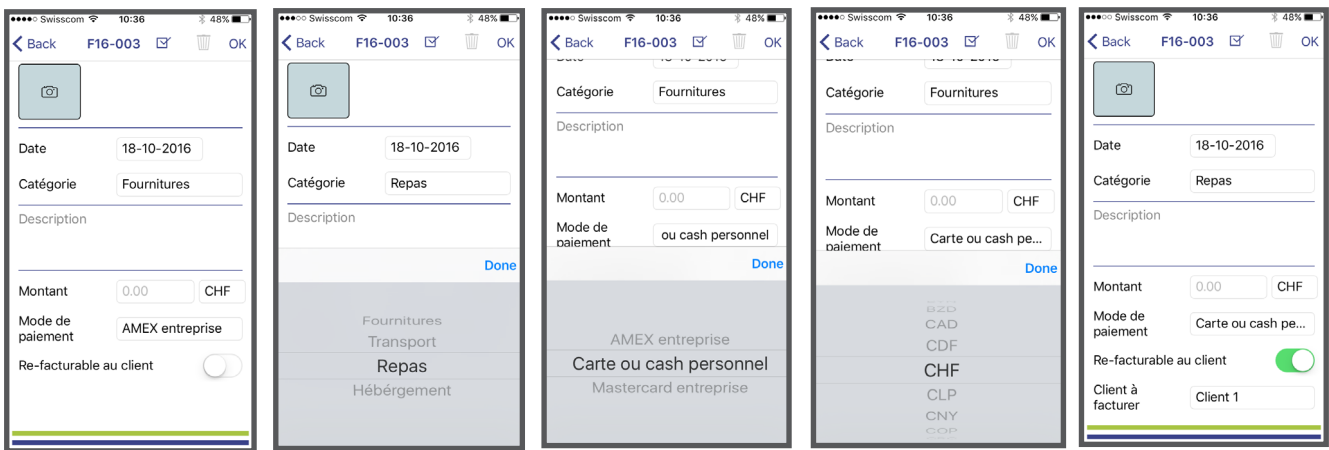 Swisscom 10:36 48%
Back F16-003 OK
Date 18-10-2016
Catégorie Fournitures
Description
Montant 0.00 CHF
Mode de
paiement AMEX entreprise
Re-facturable au client
Swisscom 10:36 48%
Back F16-003 OK
Date 18-10-2016
Catégorie Repas
Description
Done
Fournitures
Transport
Repas
Hébérgement
Swisscom 10:36 48%
Back F16-003 OK
Catégorie Fournitures
Description
Montant 0.00 CHF
Mode de
paiement ou cash personnel
Done
AMEX entreprise
Carte ou cash personnel
Mastercard entreprise
Swisscom 10:36 48%
Back F16-003 OK
Catégorie Fournitures
Description
Montant 0.00 CHF
Mode de
paiement Carte ou cash pe...
Done
BZD
CAD
CDF
CHF
CLP
CNY
COP
Swisscom 10:36 48%
Back F16-003 OK
Date 18-10-2016
Catégorie Repas
Description
Montant 0.00 CHF
Mode de
paiement Carte ou cash pe...
Re-facturable au client
Client à
facturer Client 1